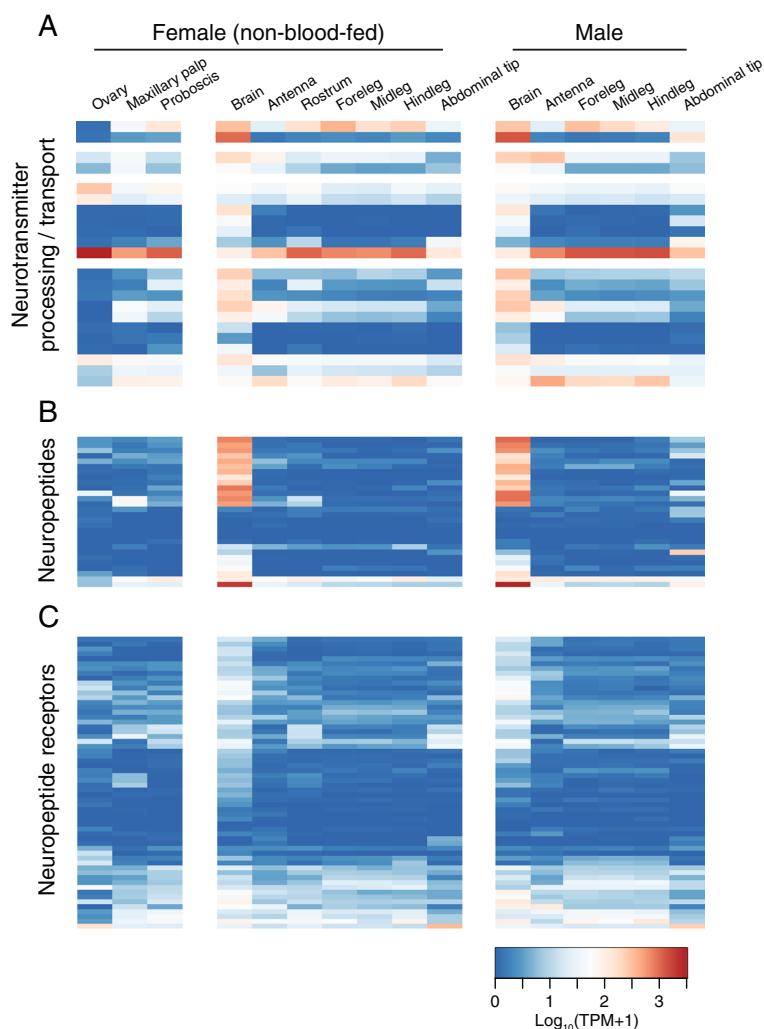 A
Female (non-blood-fed)
Male
Ovary
Maxillary palp
Proboscis
Brain
Antenna
Rostrum
Foreleg
Midleg
Hindleg
Abdominal tip
Brain
Antenna
Foreleg
Midleg
Hindleg
Abdominal tip
Neurotransmitter
processing / transport
B
Neuropeptides
C
Neuropeptide receptors
0 1 2 3
Log₁₀(TPM+1)